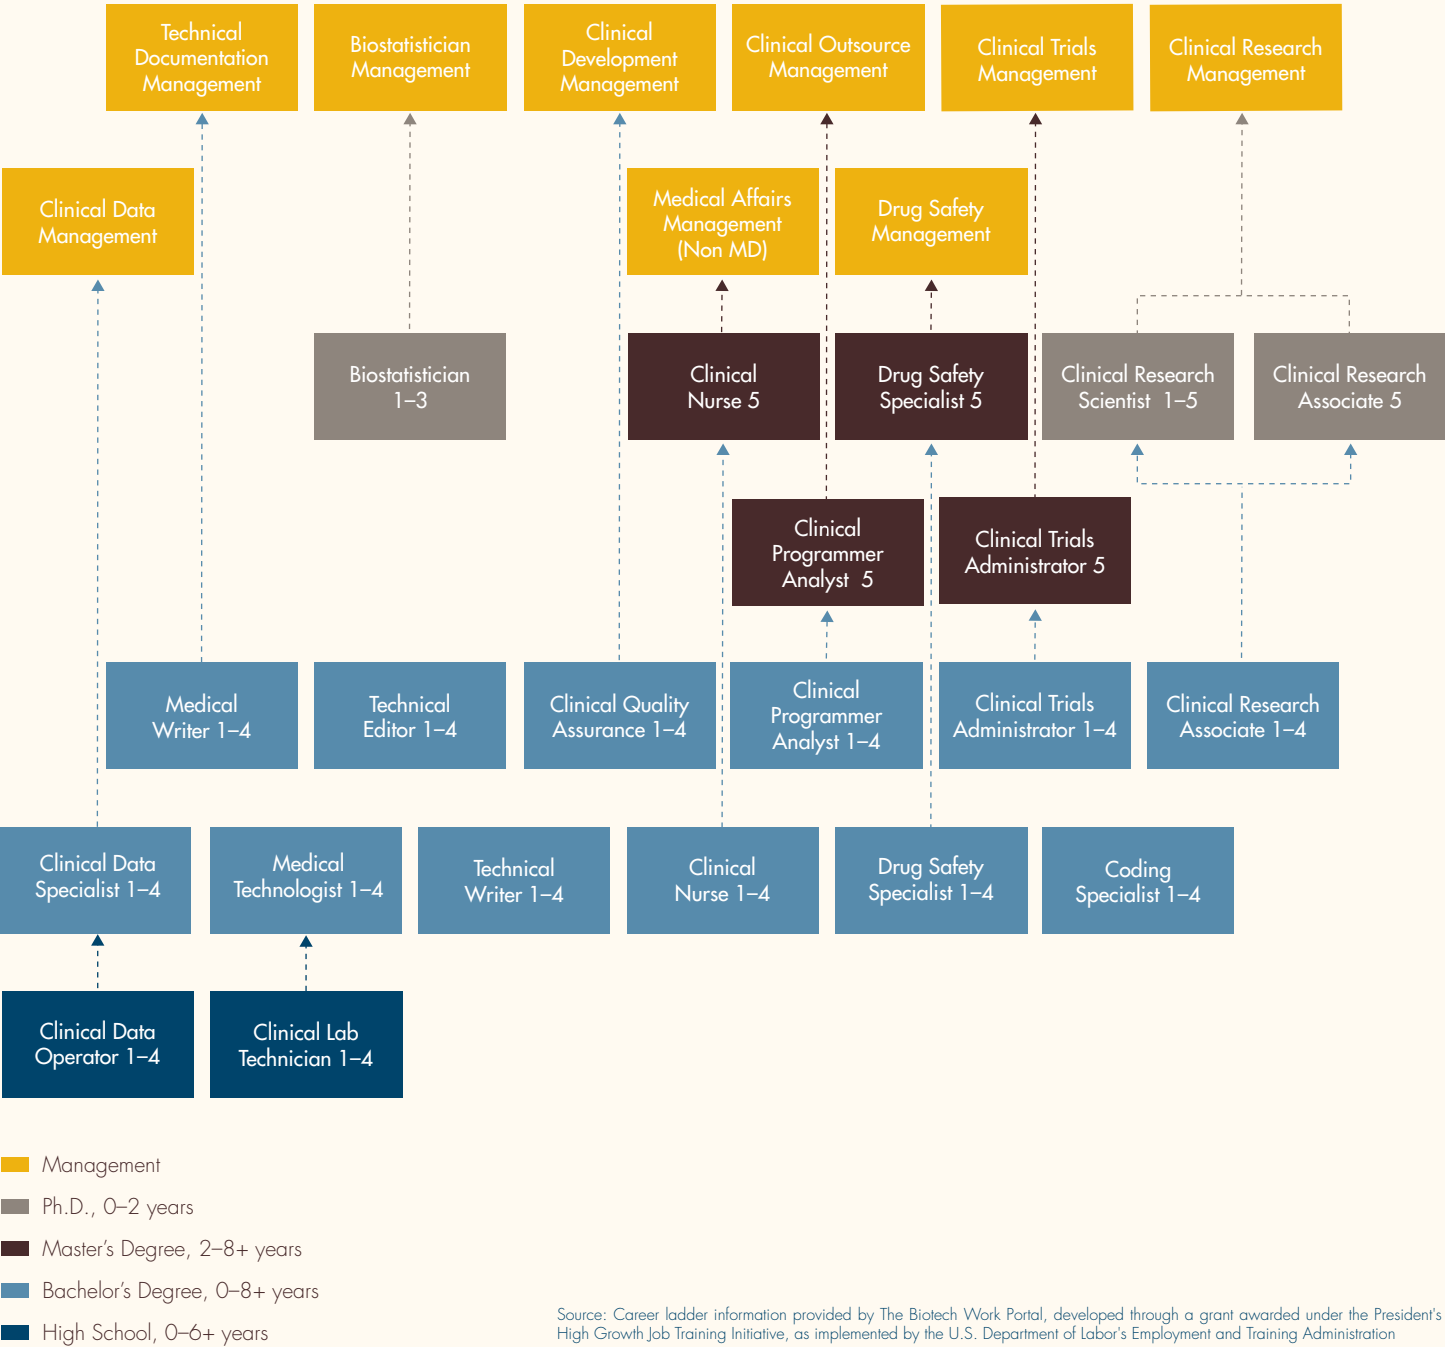 Technical
Documentation
Management
Biostatistician
Management
Clinical
Development
Management
Clinical Outsource
Management
Clinical Trials
Management
Clinical Research
Management
Clinical Data
Management
Medical Affairs
Management
(Non MD)
Drug Safety
Management
Biostatistician
1–3
Clinical
Nurse 5
Drug Safety
Specialist 5
Clinical Research
Scientist 1–5
Clinical Research
Associate 5
Clinical
Programmer
Analyst 5
Clinical Trials
Administrator 5
Medical
Writer 1–4
Technical
Editor 1–4
Clinical Quality
Assurance 1–4
Clinical
Programmer
Analyst 1–4
Clinical Trials
Administrator 1–4
Clinical Research
Associate 1–4
Clinical Data
Specialist 1–4
Medical
Technologist 1–4
Technical
Writer 1–4
Clinical
Nurse 1–4
Drug Safety
Specialist 1–4
Coding
Specialist 1–4
Clinical Data
Operator 1–4
Clinical Lab
Technician 1–4
Management
Ph.D., 0–2 years
Master’s Degree, 2–8+ years
Bachelor’s Degree, 0–8+ years
High School, 0–6+ years
Source: Career ladder information provided by The Biotech Work Portal, developed through a grant awarded under the President's
High Growth Job Training Initiative, as implemented by the U.S. Department of Labor's Employment and Training Administration